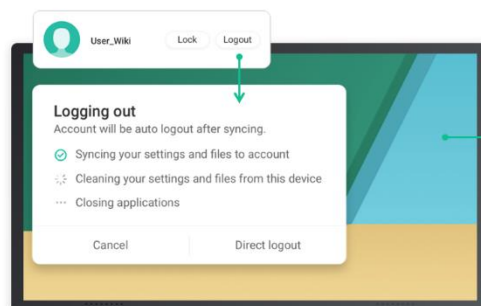 User_Wiki Lock Logout
Logging out
Account will be auto logout after syncing.
Syncing your settings and files to account
Cleaning your settings and files from this device
Closing applications
Cancel Direct logout